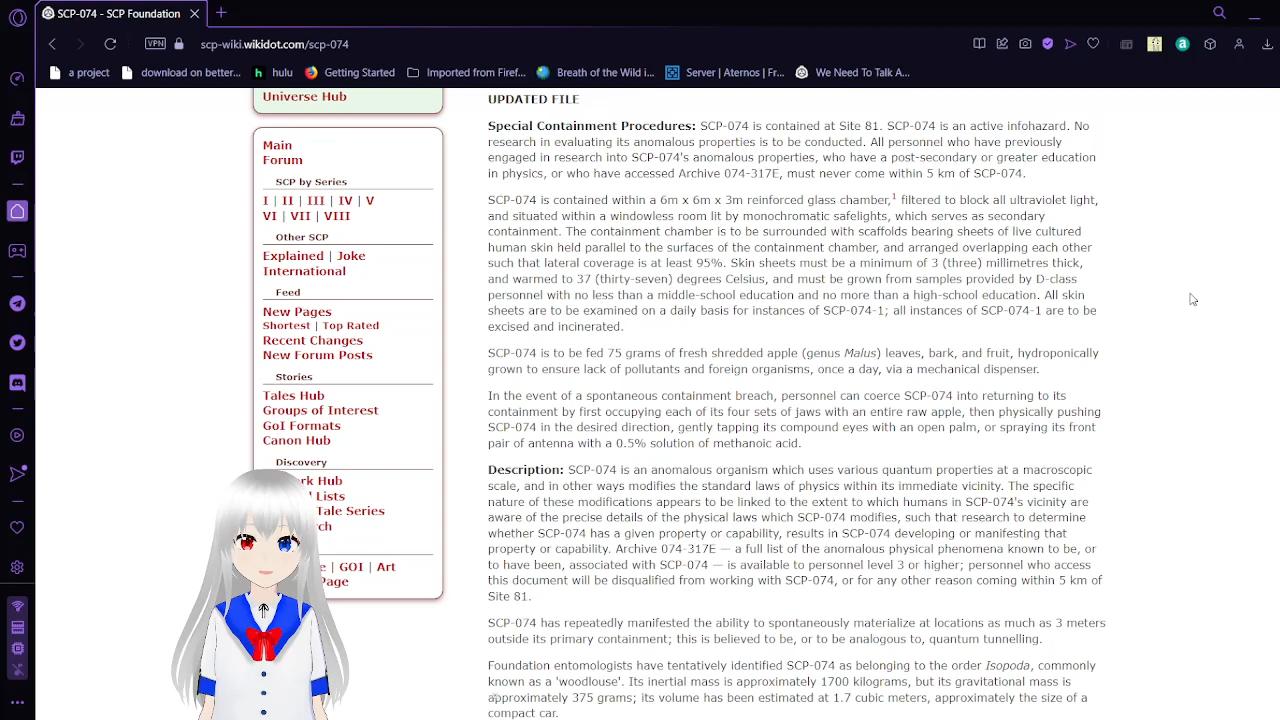 SCP-074 - SCP Foundation
VPN
scp-wiki.wikidot.com/scp-074
a project
download on better...
hulu
Getting Started
Imported from Firef...
Breath of the Wild i...
Server | Aternos | Fr...
We Need To Talk A...
Universe Hub
Main
Forum
SCP by Series
I | II | III | IV | V
VI | VII | VIII
Other SCP
Explained | Joke
International
Feed
New Pages
Shortest | Top Rated
Recent Changes
New Forum Posts
Stories
Tales Hub
Groups of Interest
GoI Formats
Canon Hub
Discovery
rk Hub
Lists
Tale Series
rch
e | GOI | Art
Page
UPDATED FILE
Special Containment Procedures: SCP-074 is contained at Site 81. SCP-074 is an active infohazard. No
research in evaluating its anomalous properties is to be conducted. All personnel who have previously
engaged in research into SCP-074's anomalous properties, who have a post-secondary or greater education
in physics, or who have accessed Archive 074-317E, must never come within 5 km of SCP-074.
SCP-074 is contained within a 6m x 6m x 3m reinforced glass chamber,1 filtered to block all ultraviolet light,
and situated within a windowless room lit by monochromatic safelights, which serves as secondary
containment. The containment chamber is to be surrounded with scaffolds bearing sheets of live cultured
human skin held parallel to the surfaces of the containment chamber, and arranged overlapping each other
such that lateral coverage is at least 95%. Skin sheets must be a minimum of 3 (three) millimetres thick,
and warmed to 37 (thirty-seven) degrees Celsius, and must be grown from samples provided by D-class
personnel with no less than a middle-school education and no more than a high-school education. All skin
sheets are to be examined on a daily basis for instances of SCP-074-1; all instances of SCP-074-1 are to be
excised and incinerated.
SCP-074 is to be fed 75 grams of fresh shredded apple (genus Malus) leaves, bark, and fruit, hydroponically
grown to ensure lack of pollutants and foreign organisms, once a day, via a mechanical dispenser.
In the event of a spontaneous containment breach, personnel can coerce SCP-074 into returning to its
containment by first occupying each of its four sets of jaws with an entire raw apple, then physically pushing
SCP-074 in the desired direction, gently tapping its compound eyes with an open palm, or spraying its front
pair of antenna with a 0.5% solution of methanoic acid.
Description: SCP-074 is an anomalous organism which uses various quantum properties at a macroscopic
scale, and in other ways modifies the standard laws of physics within its immediate vicinity. The specific
nature of these modifications appears to be linked to the extent to which humans in SCP-074's vicinity are
aware of the precise details of the physical laws which SCP-074 modifies, such that research to determine
whether SCP-074 has a given property or capability, results in SCP-074 developing or manifesting that
property or capability. Archive 074-317E — a full list of the anomalous physical phenomena known to be, or
to have been, associated with SCP-074 — is available to personnel level 3 or higher; personnel who access
this document will be disqualified from working with SCP-074, or for any other reason coming within 5 km of
Site 81.
SCP-074 has repeatedly manifested the ability to spontaneously materialize at locations as much as 3 meters
outside its primary containment; this is believed to be, or to be analogous to, quantum tunnelling.
Foundation entomologists have tentatively identified SCP-074 as belonging to the order Isopoda, commonly
known as a 'woodlouse'. Its inertial mass is approximately 1700 kilograms, but its gravitational mass is
approximately 375 grams; its volume has been estimated at 1.7 cubic meters, approximately the size of a
compact car.